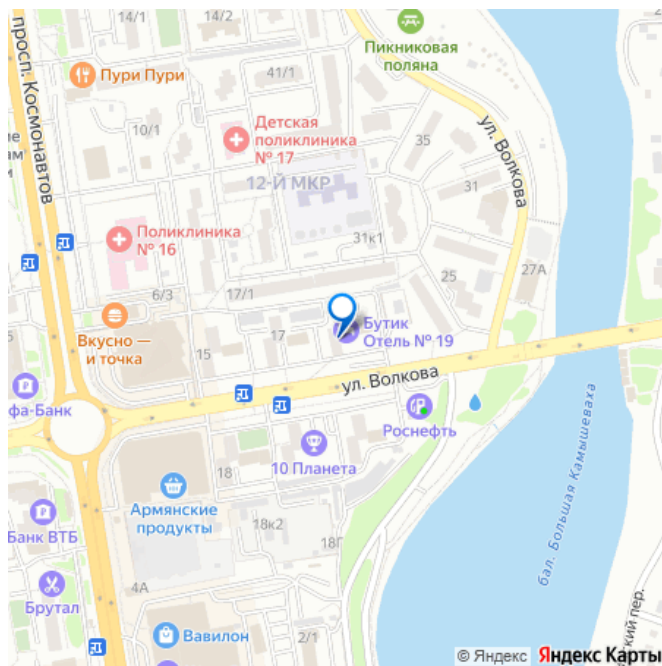 14/1
14/2
Пикниковая
поляна
просп. Космонавтов
Пури Пури
41/1
10/1
Детская
поликлиника
№ 17
35
ул. Волкова
12-Й МКР
31
Поликлиника
№ 16
31к1
25
27А
6/3
17/1
Вкусно —
и точка
15
17
Бутик
Отель № 19
ул. Волкова
фа-Банк
Роснефть
10 Планета
18
Армянские
продукты
18к2
18Г
бал. Большая Камышеваха
Банк ВТБ
4А
Брутал
Вавилон
2/1
ский пер.
© Яндекс Яндекс Карты